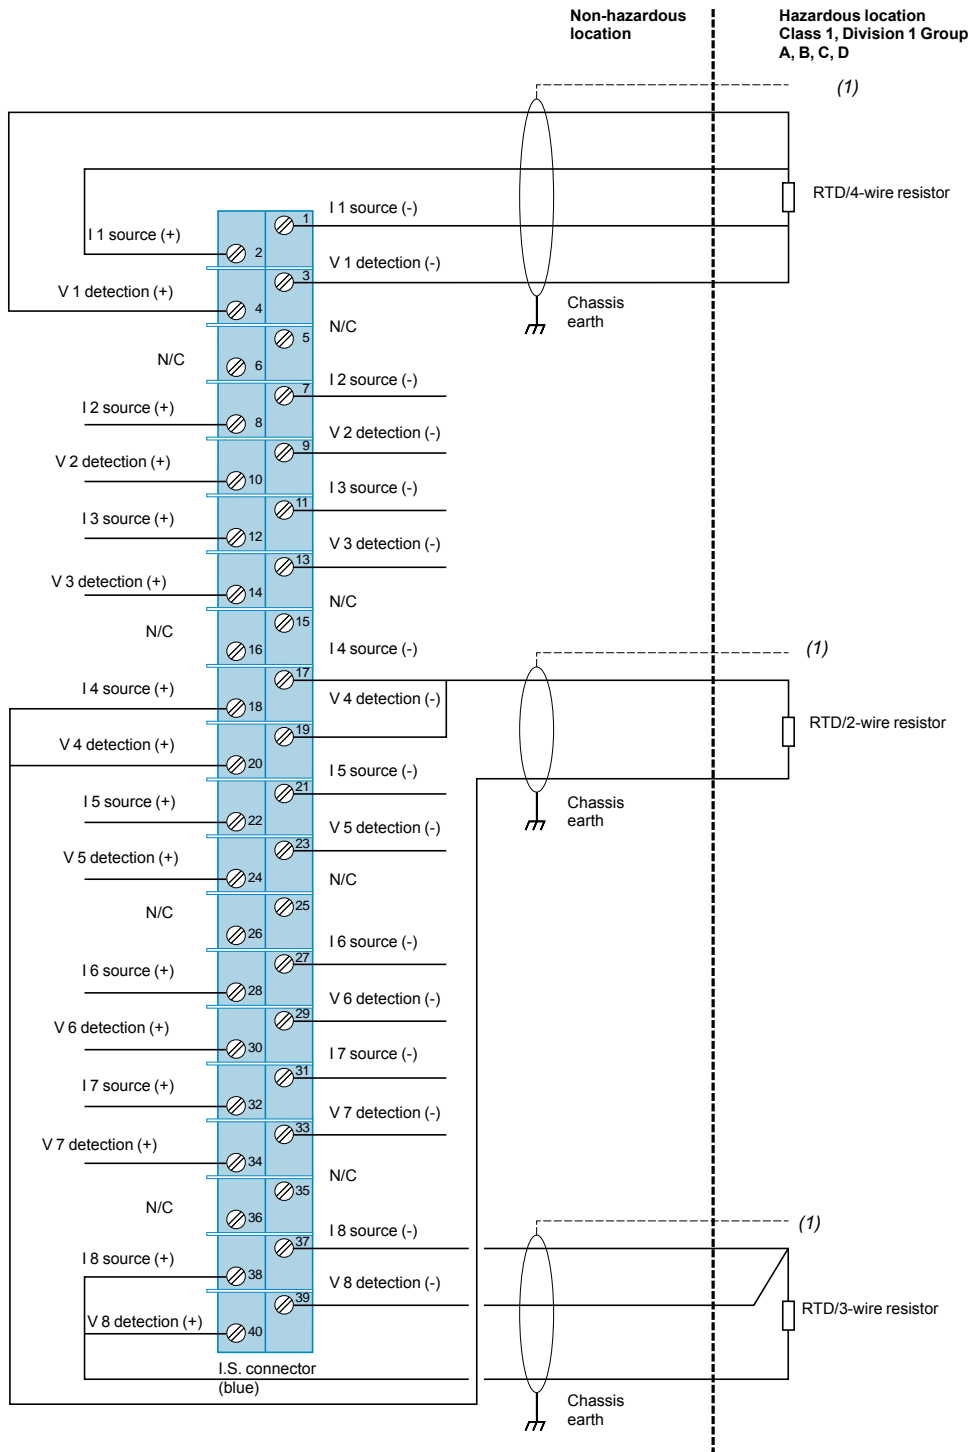 Non-hazardous
location
Hazardous location
Class 1, Division 1 Group
A, B, C, D
(1)
RTD/4-wire resistor
I 1 source (-)
1
I 1 source (+)
2
V 1 detection (-)
3
V 1 detection (+)
4
Chassis
earth
N/C
5
N/C
6
I 2 source (-)
7
I 2 source (+)
8
V 2 detection (-)
9
V 2 detection (+)
10
I 3 source (-)
11
I 3 source (+)
12
V 3 detection (-)
13
V 3 detection (+)
14
N/C
15
N/C
16
I 4 source (-)
(1)
17
I 4 source (+)
18
V 4 detection (-)
RTD/2-wire resistor
19
V 4 detection (+)
20
I 5 source (-)
21
I 5 source (+)
22
Chassis
earth
V 5 detection (-)
23
V 5 detection (+)
24
N/C
25
N/C
26
I 6 source (-)
27
I 6 source (+)
28
V 6 detection (-)
29
V 6 detection (+)
30
I 7 source (-)
31
I 7 source (+)
32
V 7 detection (-)
33
V 7 detection (+)
34
N/C
35
N/C
36
I 8 source (-)
(1)
37
I 8 source (+)
38
V 8 detection (-)
39
RTD/3-wire resistor
V 8 detection (+)
40
I.S. connector
(blue)
Chassis
earth